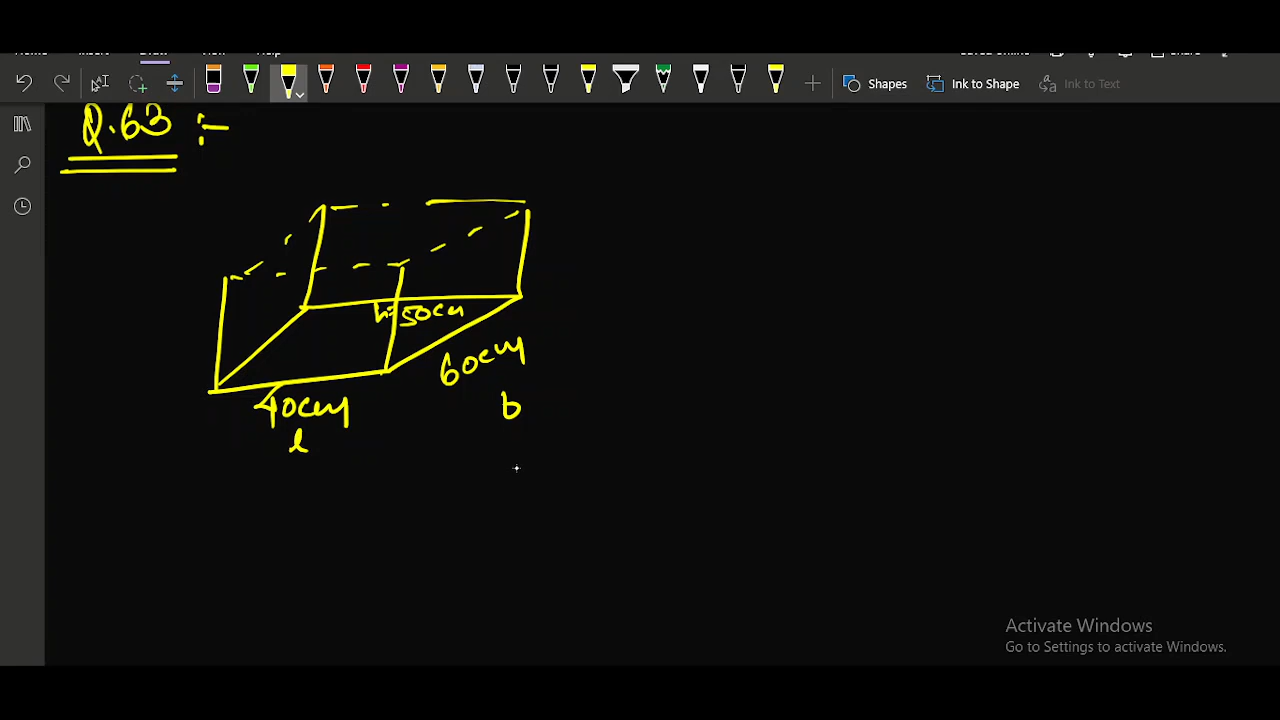 Shapes
Ink to Shape
Ink to Text
Q.63 :-
h=50cm
60cm
40cm
b
l
Activate Windows
Go to Settings to activate Windows.